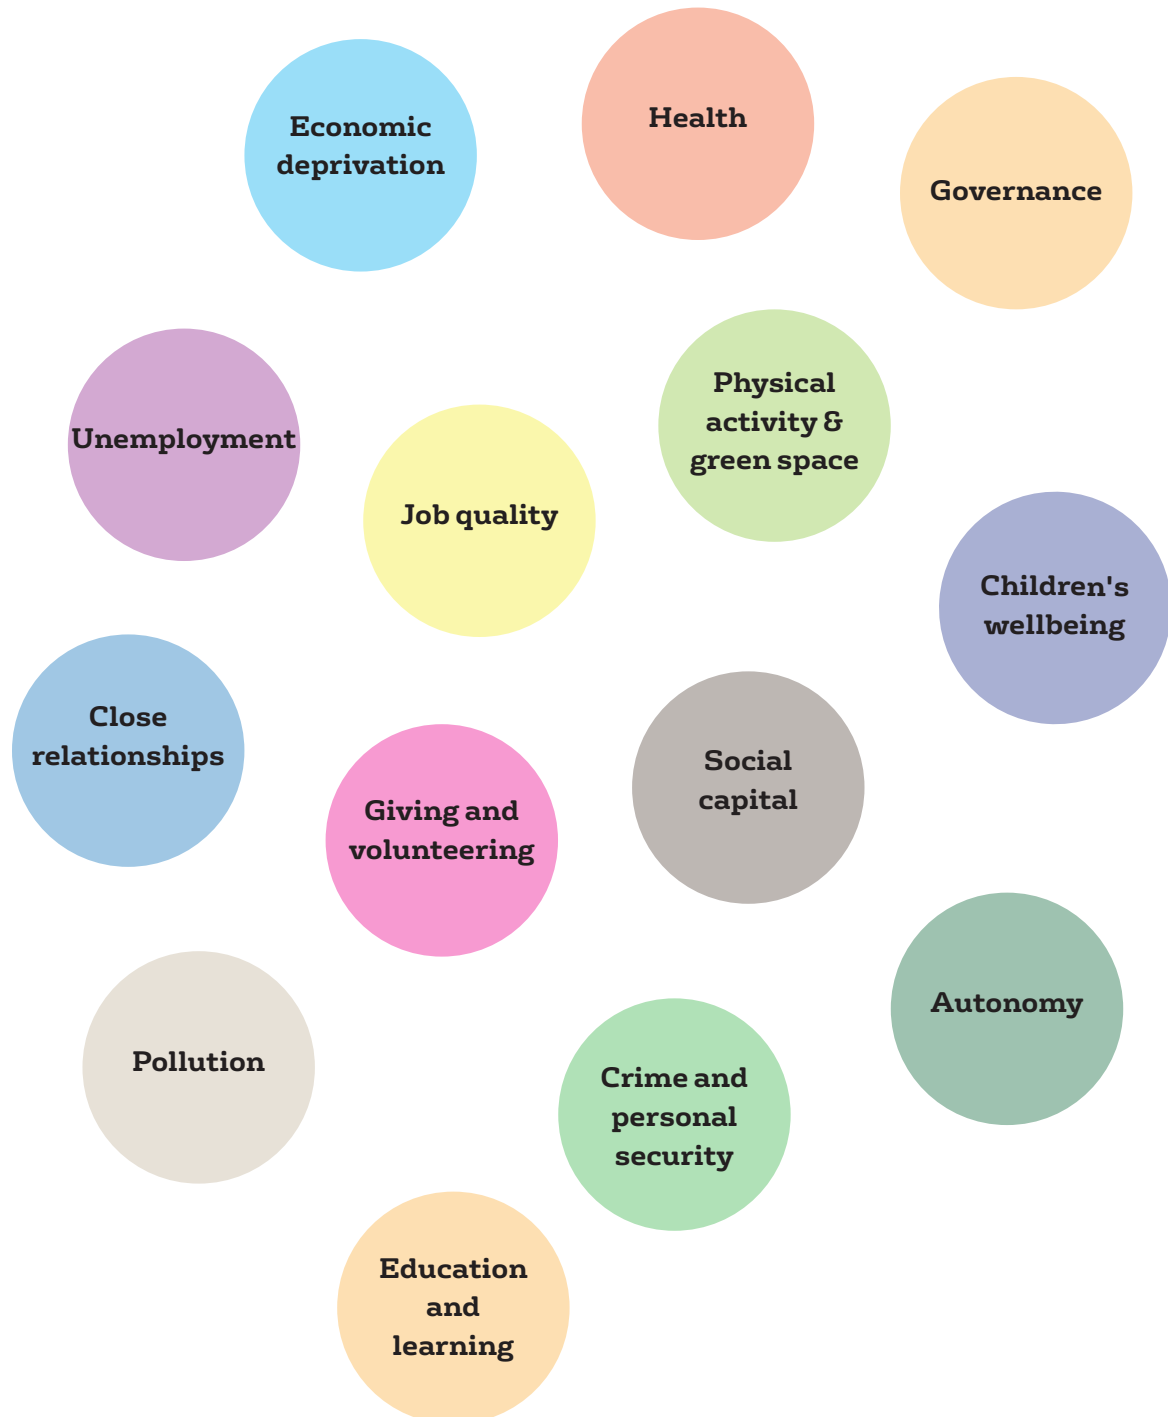 Economic
deprivation
Health
Governance
Unemployment
Job quality
Physical
activity &
green space
Children's
wellbeing
Close
relationships
Giving and
volunteering
Social
capital
Autonomy
Pollution
Crime and
personal
security
Education
and
learning